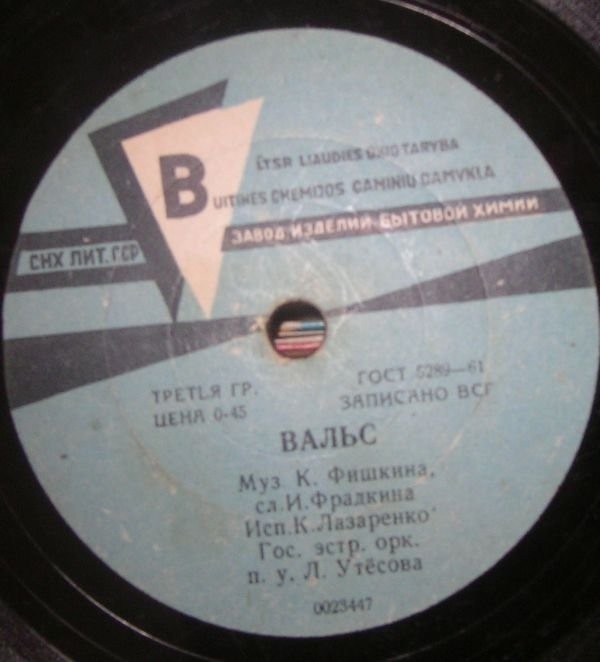 LTSR LIAUDIES ŪKIO TARYBA
BUITINĖS CHEMIJOS GAMINIŲ GAMYKLA
ЗАВОД ИЗДЕЛИЙ БЫТОВОЙ ХИМИИ
СНХ ЛИТ. ССР
ТРЕТЬЯ ГР.
ЦЕНА 0-45
ГОСТ 5289—61
ЗАПИСАНО ВСГ
ВАЛЬС
Муз К. Фишкина,
сл. И. Фрадкина
Исп. К. Лазаренко
Гос. эстр. орк.
п. у. Л. Утёсова
0023447